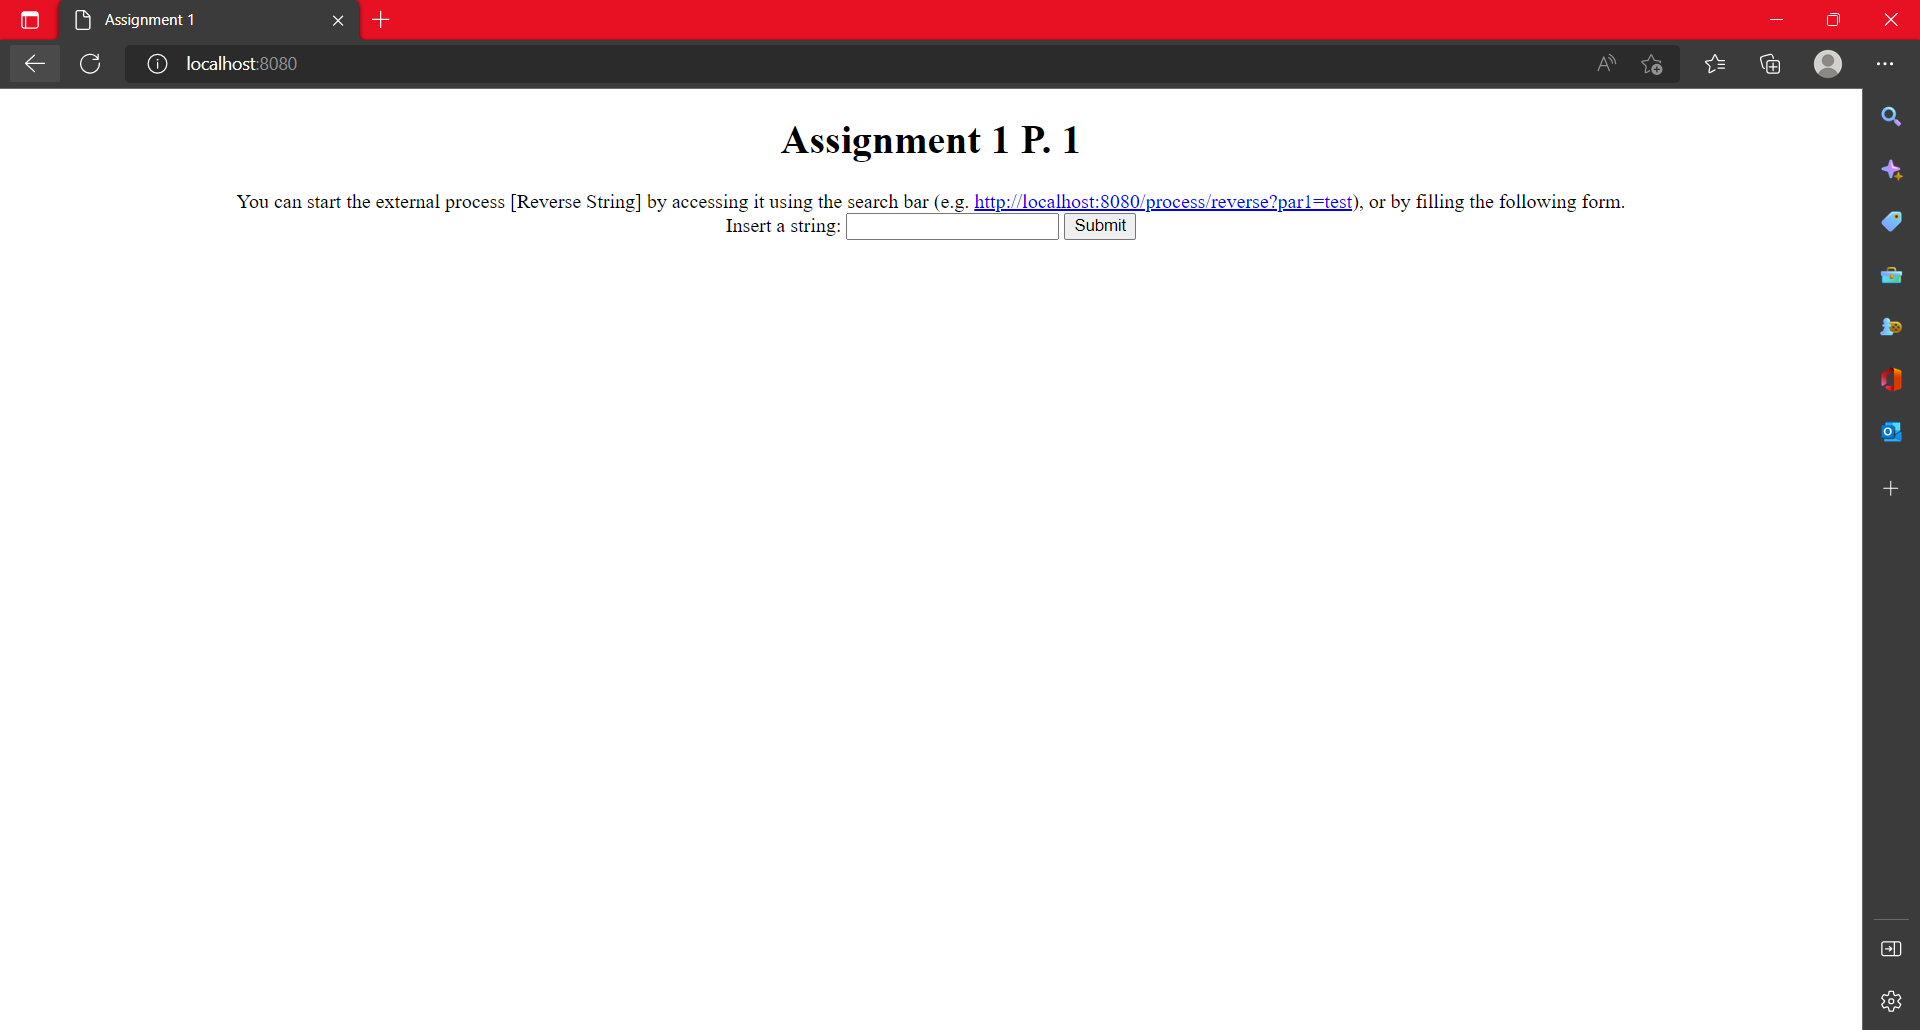 Assignment 1
localhost:8080
Assignment 1 P. 1
You can start the external process [Reverse String] by accessing it using the search bar (e.g. http://localhost:8080/process/reverse?par1=test), or by filling the following form.
Insert a string: Submit